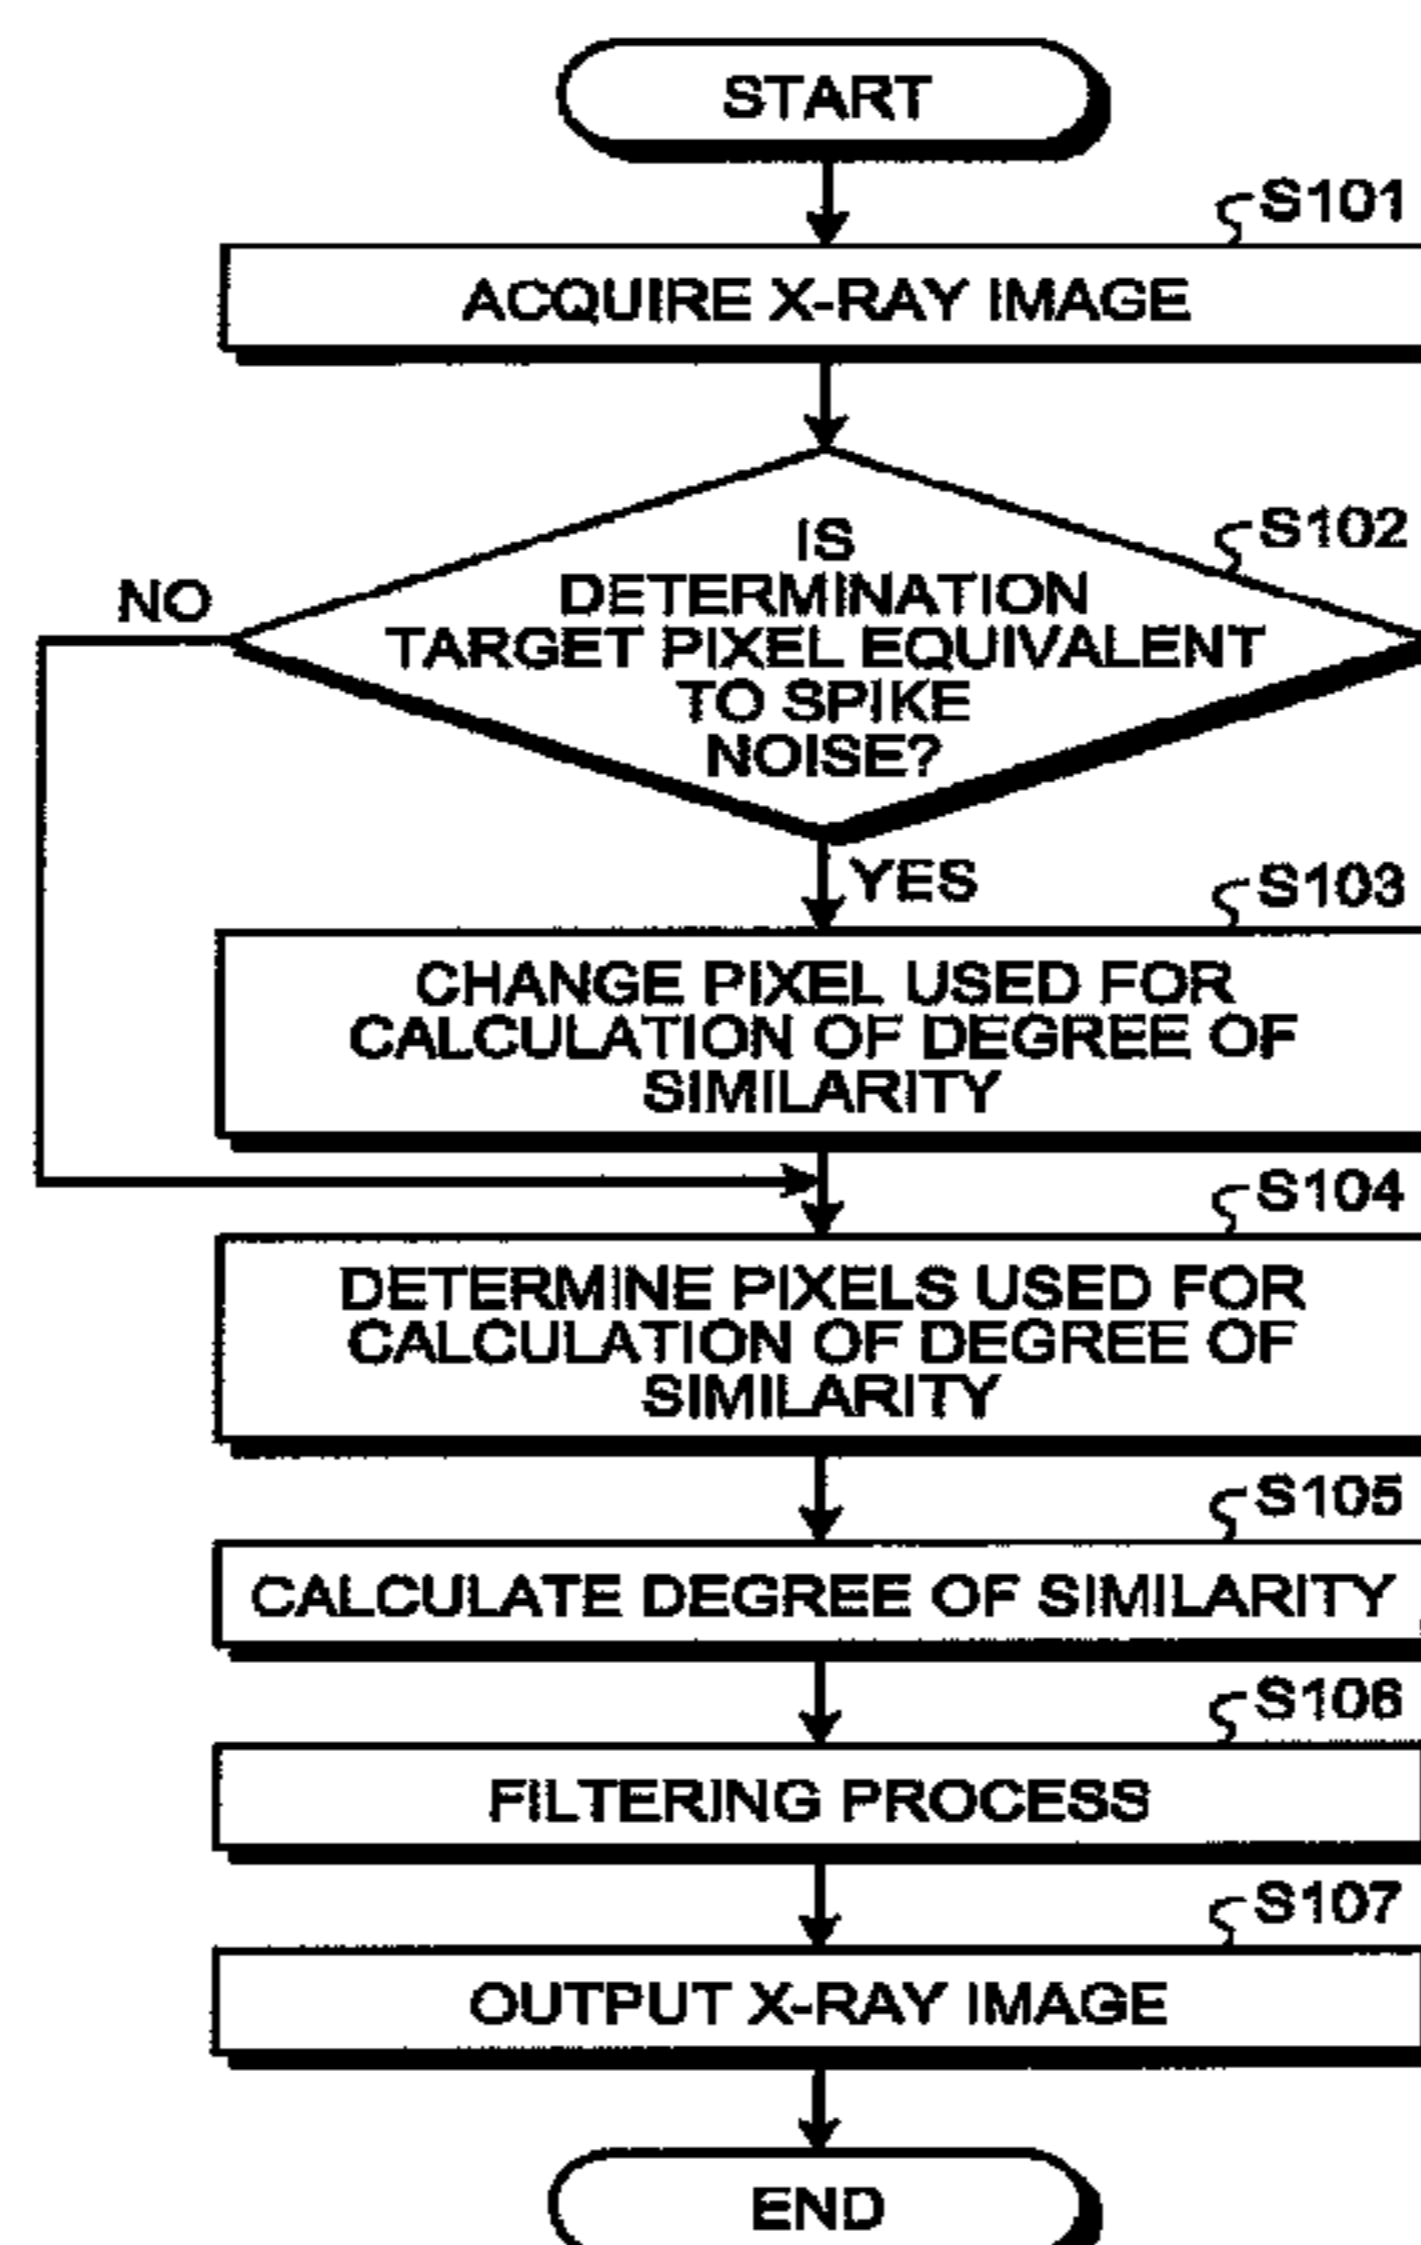 START
S101
ACQUIRE X-RAY IMAGE
S102
IS
DETERMINATION
TARGET PIXEL EQUIVALENT
TO SPIKE
NOISE?
NO
YES
S103
CHANGE PIXEL USED FOR
CALCULATION OF DEGREE OF
SIMILARITY
S104
DETERMINE PIXELS USED FOR
CALCULATION OF DEGREE OF
SIMILARITY
S105
CALCULATE DEGREE OF SIMILARITY
S106
FILTERING PROCESS
S107
OUTPUT X-RAY IMAGE
END